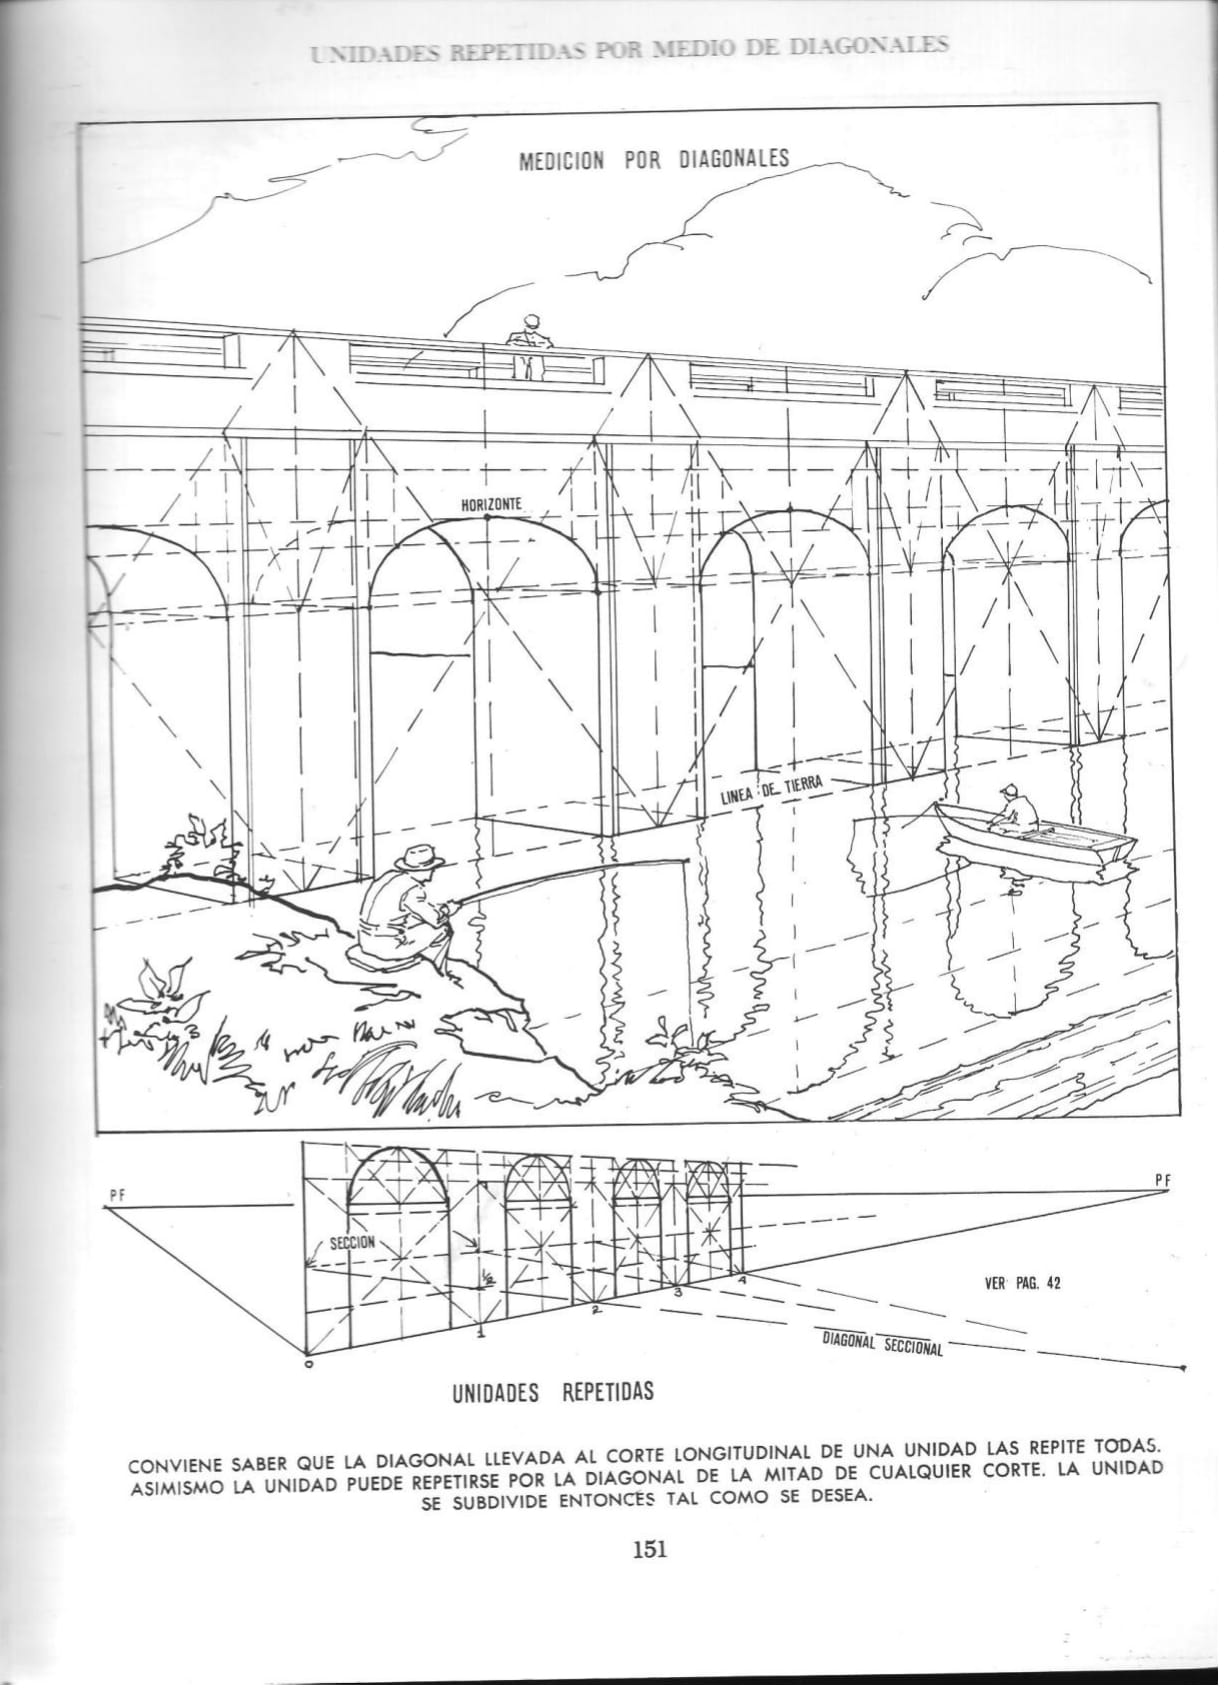 UNIDADES REPETIDAS POR MEDIO DE DIAGONALES
MEDICION POR DIAGONALES
HORIZONTE
LINEA DE TIERRA
PF
PF
SECCION
1/2
VER PAG. 42
0
1
2
3
4
DIAGONAL SECCIONAL
UNIDADES REPETIDAS
CONVIENE SABER QUE LA DIAGONAL LLEVADA AL CORTE LONGITUDINAL DE UNA UNIDAD LAS REPITE TODAS.
ASIMISMO LA UNIDAD PUEDE REPETIRSE POR LA DIAGONAL DE LA MITAD DE CUALQUIER CORTE. LA UNIDAD
SE SUBDIVIDE ENTONCES TAL COMO SE DESEA.
151